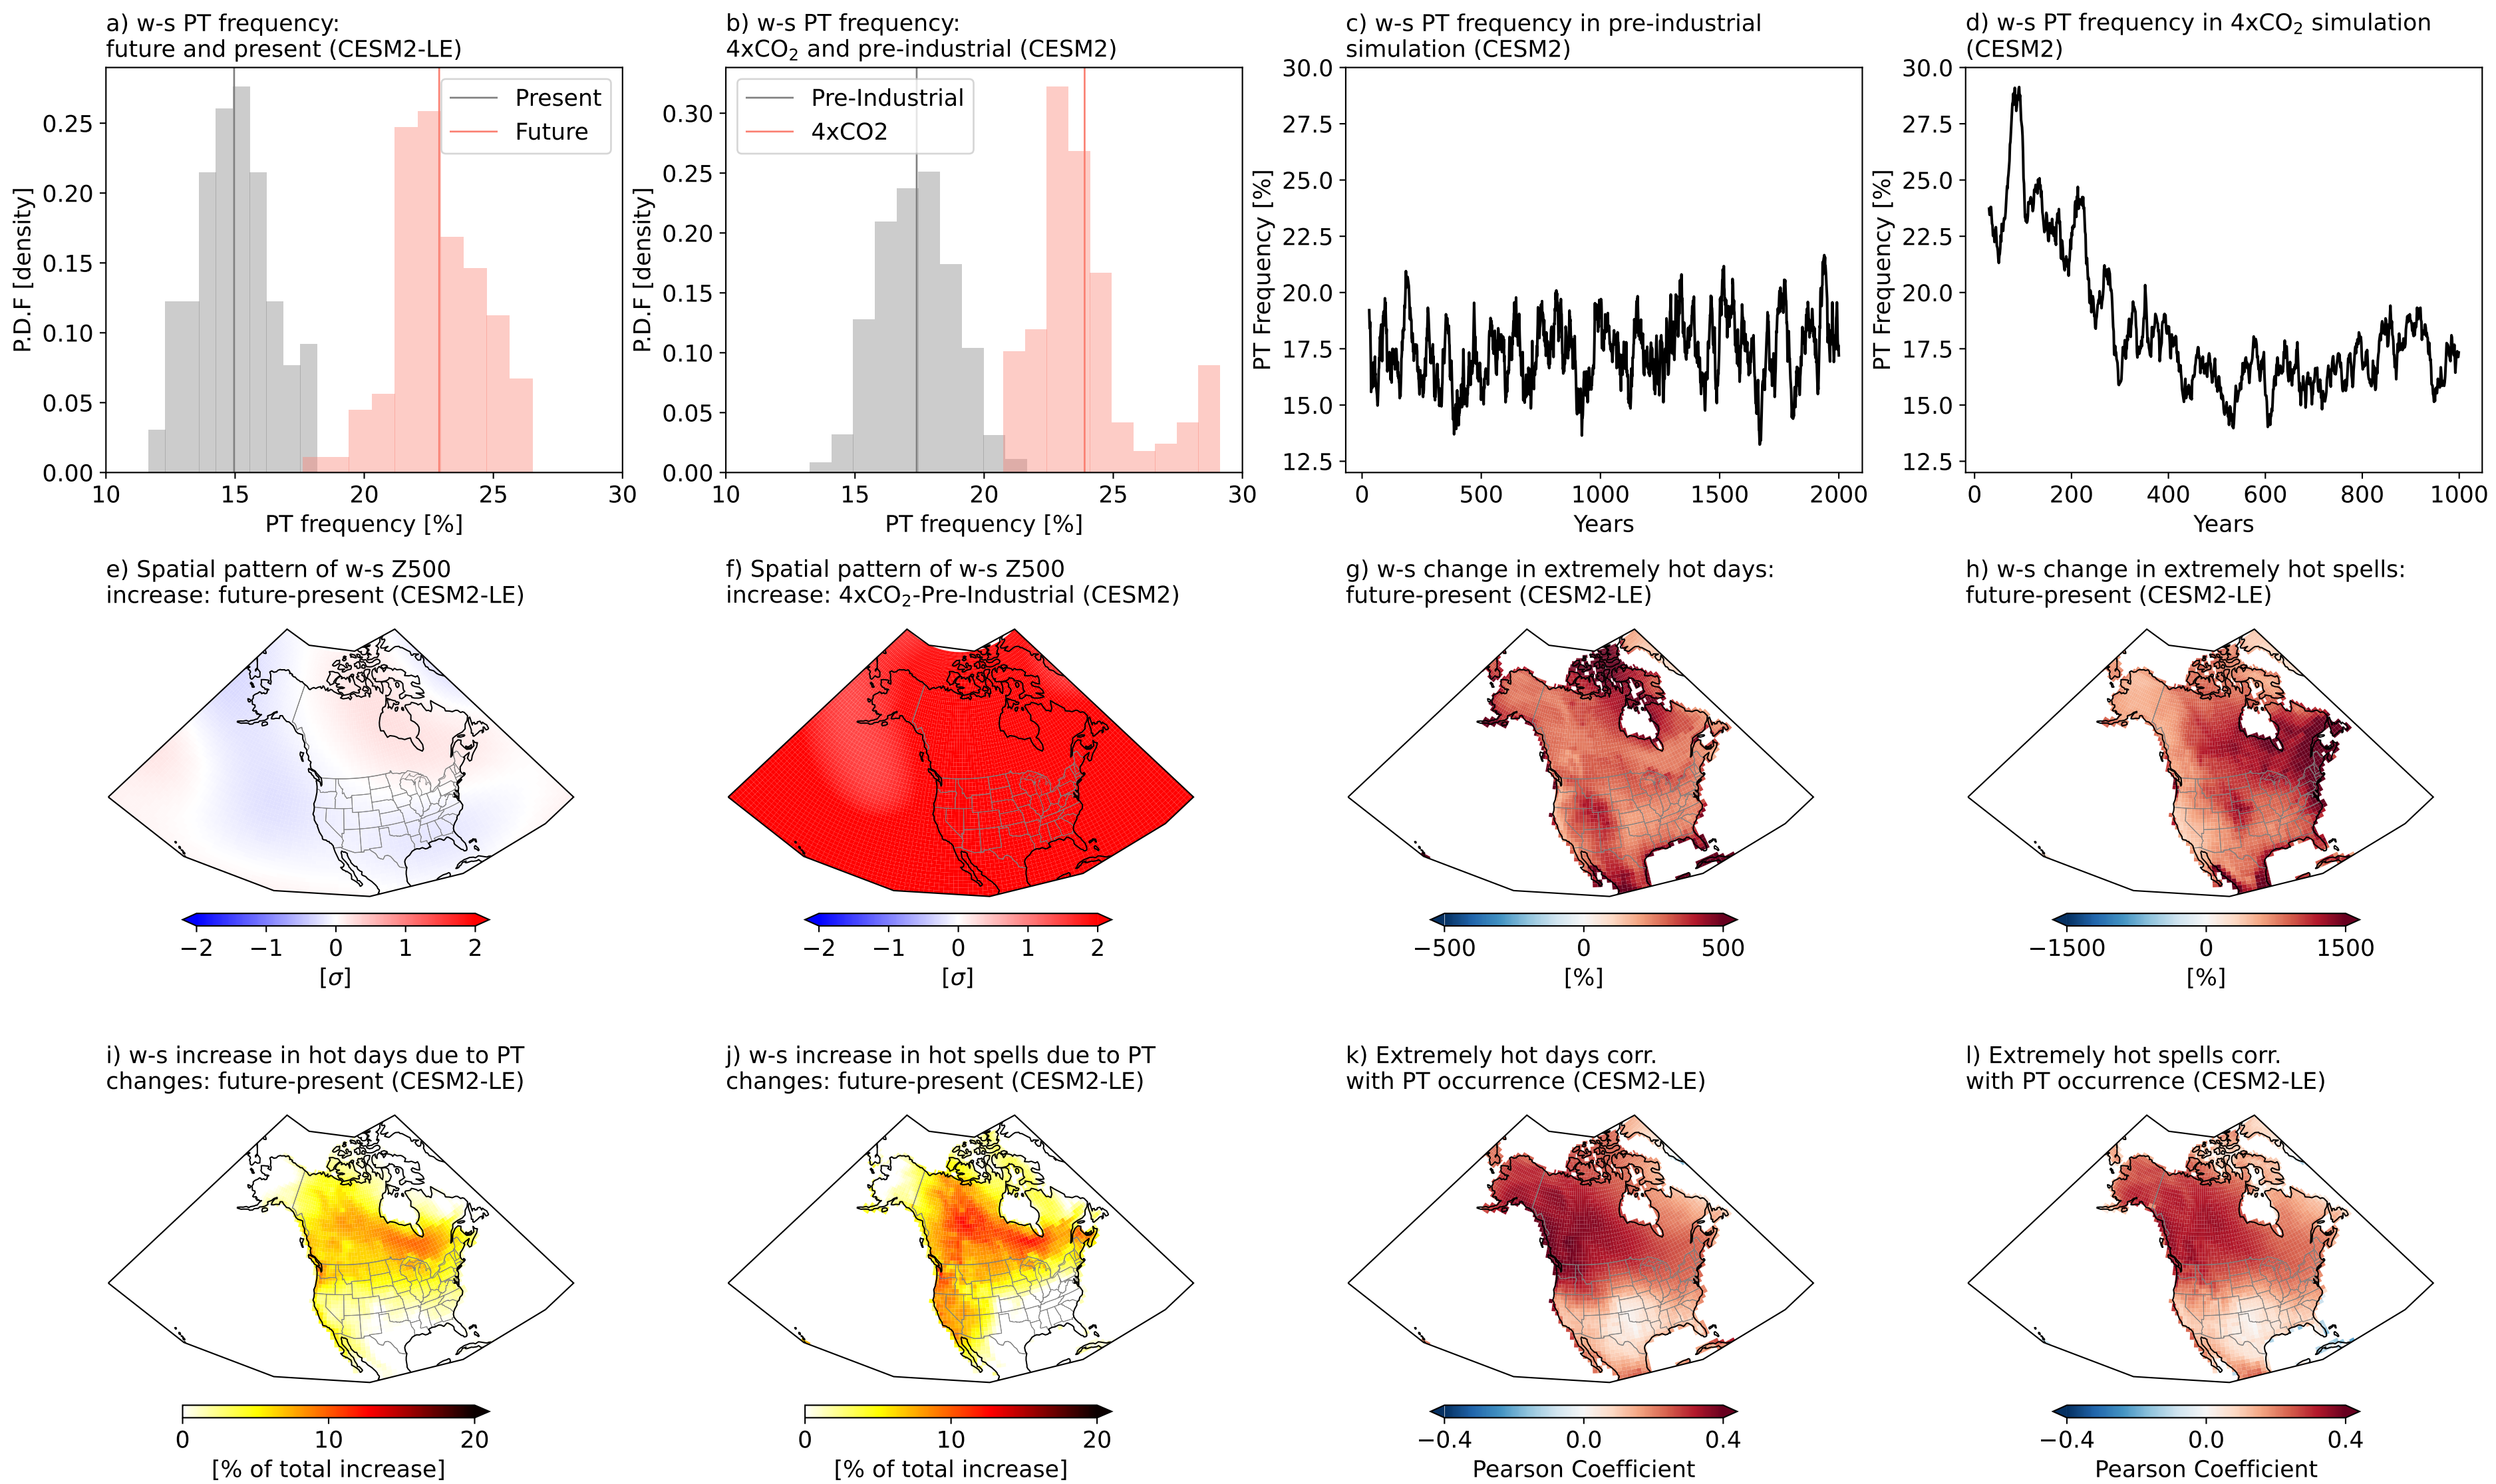 a) w-s PT frequency:
future and present (CESM2-LE)
P.D.F [density]
0.25
0.20
0.15
0.10
0.05
0.00
Present
Future
10 15 20 25 30
PT frequency [%]
b) w-s PT frequency:
4xCO₂ and pre-industrial (CESM2)
P.D.F [density]
0.30
0.25
0.20
0.15
0.10
0.05
0.00
Pre-Industrial
4xCO2
10 15 20 25 30
PT frequency [%]
c) w-s PT frequency in pre-industrial
simulation (CESM2)
PT Frequency [%]
30.0
27.5
25.0
22.5
20.0
17.5
15.0
12.5
0 500 1000 1500 2000
Years
d) w-s PT frequency in 4xCO₂ simulation
(CESM2)
PT Frequency [%]
30.0
27.5
25.0
22.5
20.0
17.5
15.0
12.5
0 200 400 600 800 1000
Years
e) Spatial pattern of w-s Z500
increase: future-present (CESM2-LE)
−2 −1 0 1 2
[σ]
f) Spatial pattern of w-s Z500
increase: 4xCO₂-Pre-Industrial (CESM2)
−2 −1 0 1 2
[σ]
g) w-s change in extremely hot days:
future-present (CESM2-LE)
−500 0 500
[%]
h) w-s change in extremely hot spells:
future-present (CESM2-LE)
−1500 0 1500
[%]
i) w-s increase in hot days due to PT
changes: future-present (CESM2-LE)
0 10 20
[% of total increase]
j) w-s increase in hot spells due to PT
changes: future-present (CESM2-LE)
0 10 20
[% of total increase]
k) Extremely hot days corr.
with PT occurrence (CESM2-LE)
−0.4 0.0 0.4
Pearson Coefficient
l) Extremely hot spells corr.
with PT occurrence (CESM2-LE)
−0.4 0.0 0.4
Pearson Coefficient